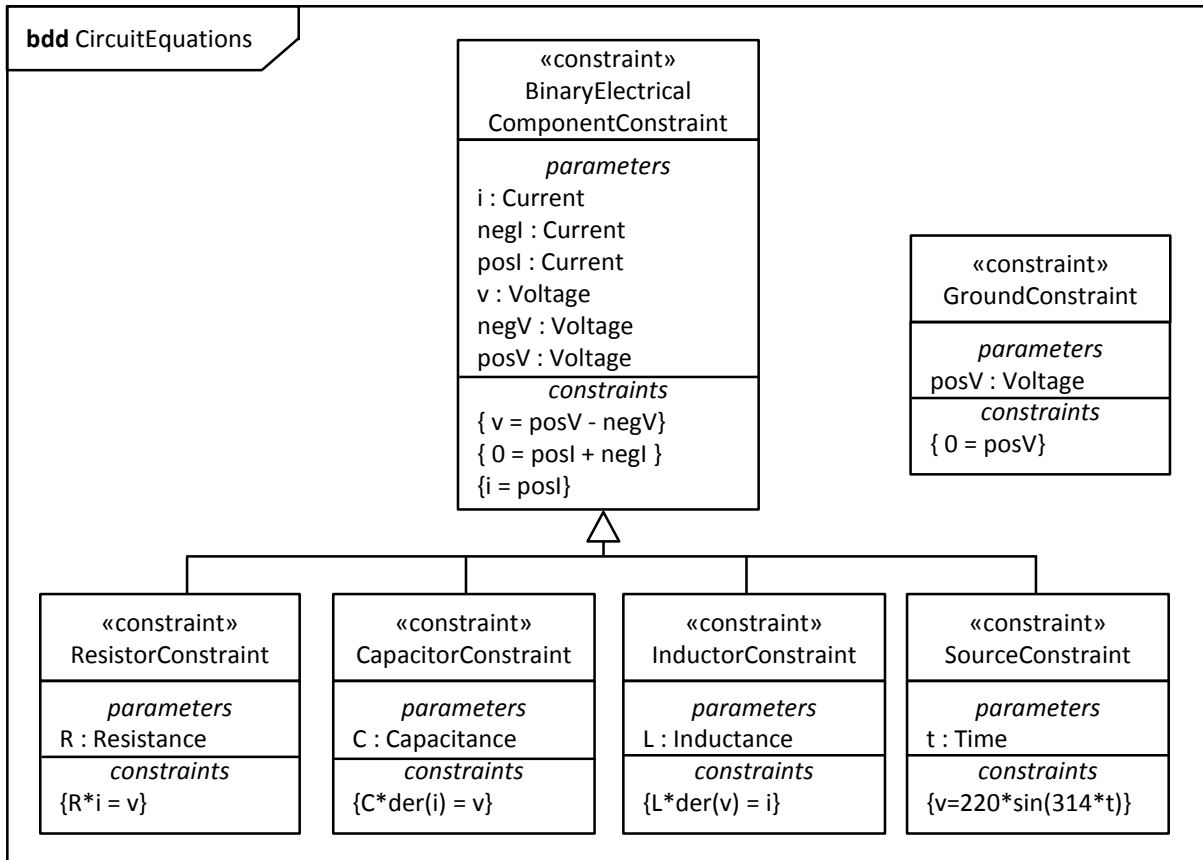 bdd CircuitEquations
«constraint»
BinaryElectrical
ComponentConstraint
parameters
i : Current
negI : Current
posI : Current
v : Voltage
negV : Voltage
posV : Voltage
constraints
{ v = posV - negV}
{ 0 = posI + negI }
{i = posI}
«constraint»
GroundConstraint
parameters
posV : Voltage
constraints
{ 0 = posV}
«constraint»
ResistorConstraint
parameters
R : Resistance
constraints
{R*i = v}
«constraint»
CapacitorConstraint
parameters
C : Capacitance
constraints
{C*der(i) = v}
«constraint»
InductorConstraint
parameters
L : Inductance
constraints
{L*der(v) = i}
«constraint»
SourceConstraint
parameters
t : Time
constraints
{v=220*sin(314*t)}